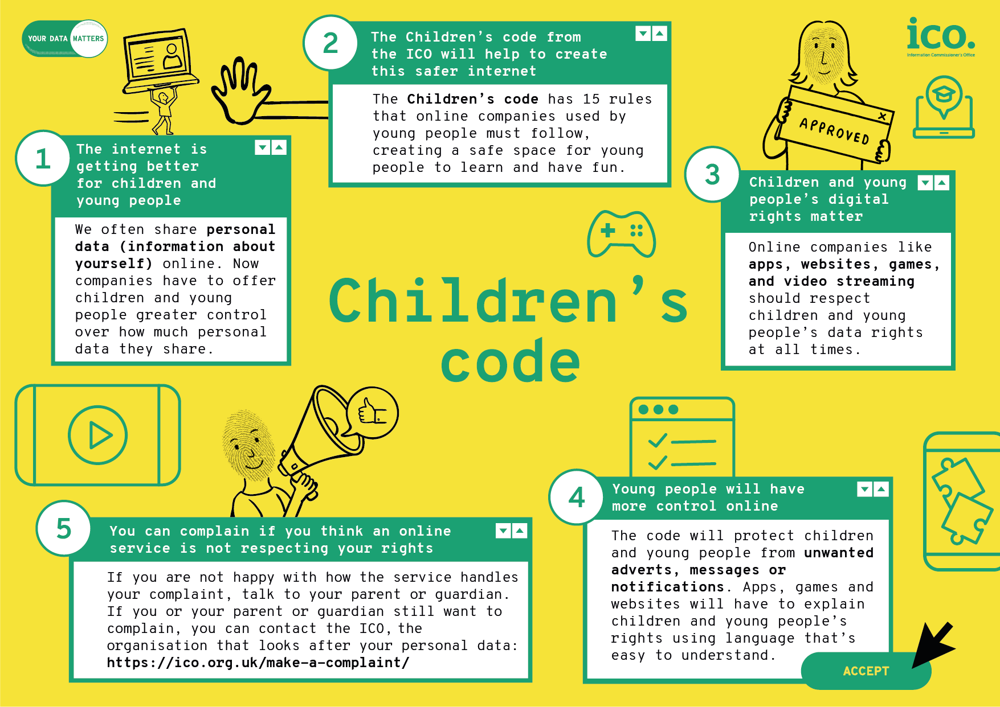 YOUR DATA MATTERS
ico.
Information Commissioner's Office
1
The internet is
getting better
for children and
young people
We often share personal
data (information about
yourself) online. Now
companies have to offer
children and young
people greater control
over how much personal
data they share.
2
The Children’s code from
the ICO will help to create
this safer internet
The Children’s code has 15 rules
that online companies used by
young people must follow,
creating a safe space for young
people to learn and have fun.
APPROVED
3
Children and young
people’s digital
rights matter
Online companies like
apps, websites, games,
and video streaming
should respect
children and young
people’s data rights
at all times.
Children’s
code
4
Young people will have
more control online
The code will protect children
and young people from unwanted
adverts, messages or
notifications. Apps, games and
websites will have to explain
children and young people’s
rights using language that’s
easy to understand.
ACCEPT
5
You can complain if you think an online
service is not respecting your rights
If you are not happy with how the service handles
your complaint, talk to your parent or guardian.
If you or your parent or guardian still want to
complain, you can contact the ICO, the
organisation that looks after your personal data:
https://ico.org.uk/make-a-complaint/